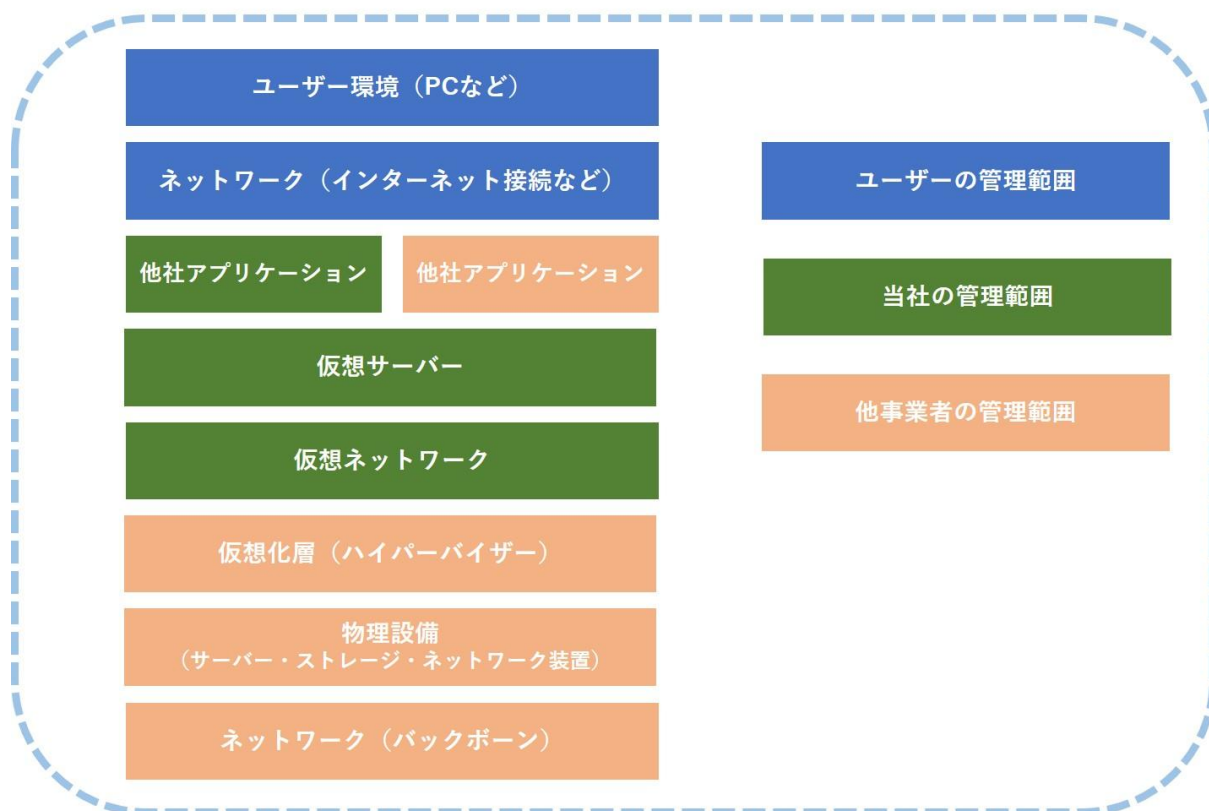 ユーザー環境（PCなど）
ネットワーク（インターネット接続など）
他社アプリケーション
他社アプリケーション
仮想サーバー
仮想ネットワーク
仮想化層（ハイパーバイザー）
物理設備
（サーバー・ストレージ・ネットワーク装置）
ネットワーク（バックボーン）
ユーザーの管理範囲
当社の管理範囲
他事業者の管理範囲